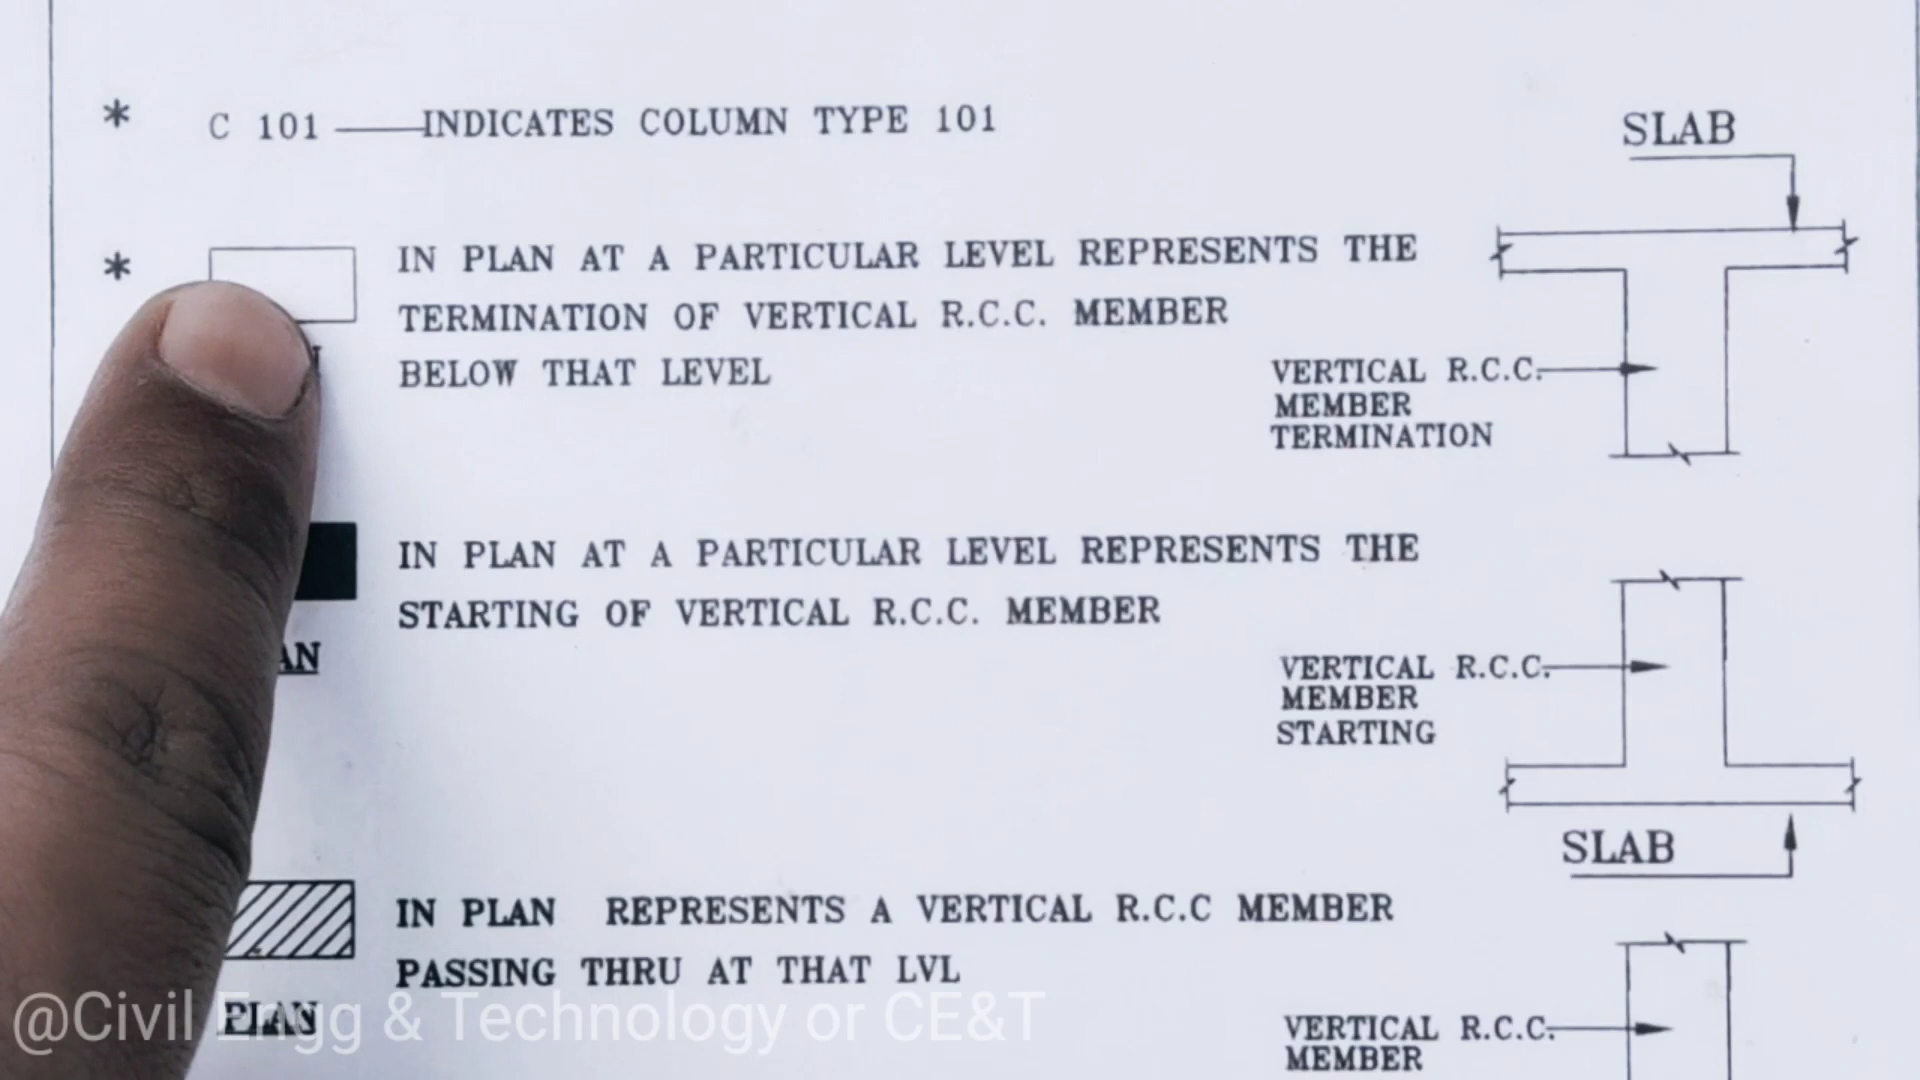 * C 101 ——INDICATES COLUMN TYPE 101
SLAB
* IN PLAN AT A PARTICULAR LEVEL REPRESENTS THE
TERMINATION OF VERTICAL R.C.C. MEMBER
BELOW THAT LEVEL
VERTICAL R.C.C.
MEMBER
TERMINATION
IN PLAN AT A PARTICULAR LEVEL REPRESENTS THE
STARTING OF VERTICAL R.C.C. MEMBER
VERTICAL R.C.C.
MEMBER
STARTING
SLAB
IN PLAN REPRESENTS A VERTICAL R.C.C MEMBER
PASSING THRU AT THAT LVL
PLAN
VERTICAL R.C.C.
MEMBER
@Civil Engg & Technology or CE&T